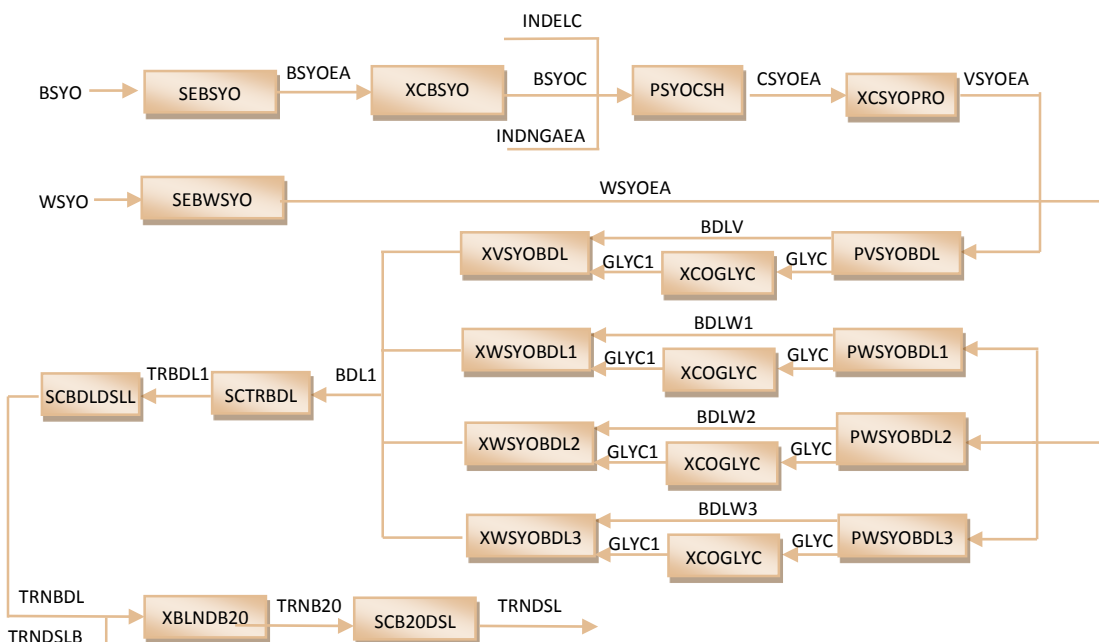 INDELC
BSYO
SEBSYO
BSYOEA
XCBSYO
BSYOC
PSYOCSH
CSYOEA
XCSYOPRO
VSYOEA
INDNGAEA
WSYO
SEBWSYO
WSYOEA
XVSYOBDL
BDLV
GLYC1
XCOGLYC
GLYC
PVSYOBDL
XWSYOBDL1
BDLW1
GLYC1
XCOGLYC
GLYC
PWSYOBDL1
SCBDLDSLL
TRBDL1
SCTRBDL
BDL1
XWSYOBDL2
BDLW2
GLYC1
XCOGLYC
GLYC
PWSYOBDL2
XWSYOBDL3
BDLW3
GLYC1
XCOGLYC
GLYC
PWSYOBDL3
TRNBDL
TRNDSLB
XBLNDB20
TRNB20
SCB20DSL
TRNDSL